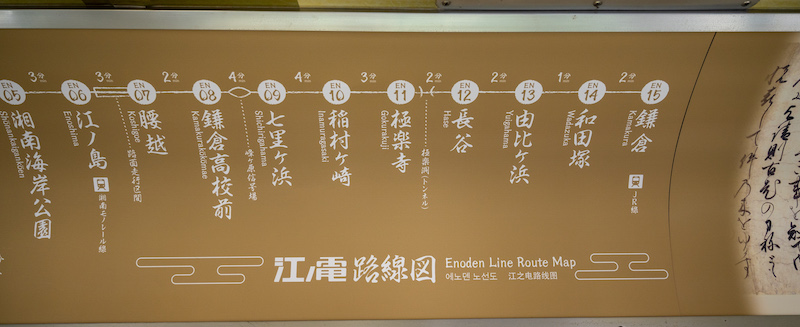 3分
3分
2分
4分
4分
3分
2分
2分
1分
2分
EN
05
EN
06
EN
07
EN
08
EN
09
EN
10
EN
11
EN
12
EN
13
EN
14
EN
15
湘南海岸公園
Shōnankaigankōen
江ノ島
Enoshima
湘南モノレール線
路面走行区間
腰越
Koshigoe
鎌倉高校前
Kamakurakōkōmae
七里ヶ浜
Shichirigahama
峰ヶ原信号場
稲村ヶ崎
Inamuragasaki
極楽寺
Gokurakuji
極楽洞(トンネル)
長谷
Hase
由比ヶ浜
Yuigahama
和田塚
Wadazuka
鎌倉
Kamakura
JR線
江ノ電路線図
Enoden Line Route Map
에노덴 노선도 江之电路线图